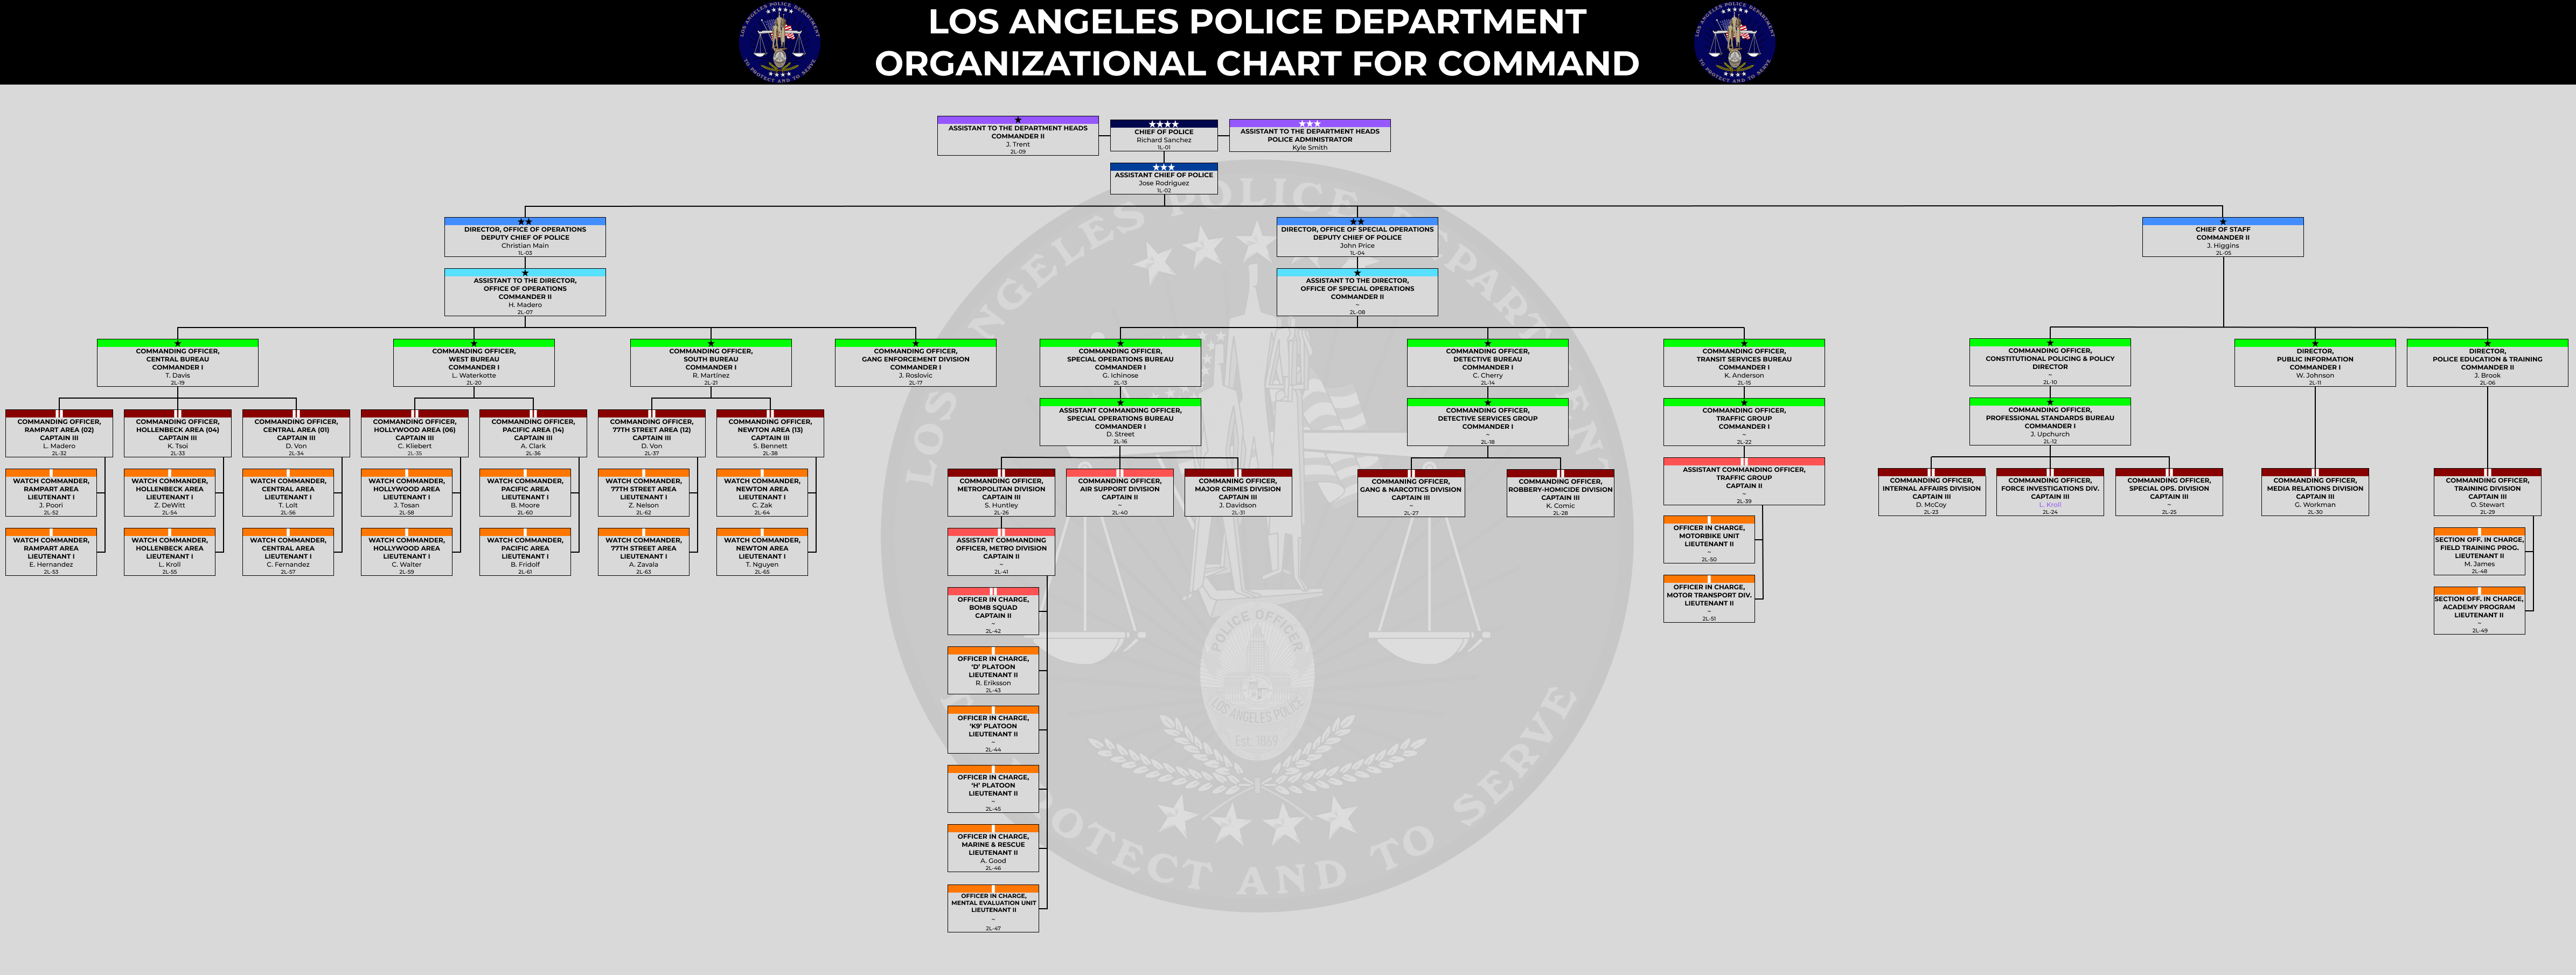 LOS ANGELES POLICE DEPARTMENT
ORGANIZATIONAL CHART FOR COMMAND
ASSISTANT TO THE DEPARTMENT HEADS
COMMANDER II
J. Trent
2L-09
CHIEF OF POLICE
Richard Sanchez
1L-01
ASSISTANT TO THE DEPARTMENT HEADS
POLICE ADMINISTRATOR
Kyle Smith
ASSISTANT CHIEF OF POLICE
Jose Rodriguez
1L-02
DIRECTOR, OFFICE OF OPERATIONS
DEPUTY CHIEF OF POLICE
Christian Main
1L-03
DIRECTOR, OFFICE OF SPECIAL OPERATIONS
DEPUTY CHIEF OF POLICE
John Price
1L-04
CHIEF OF STAFF
COMMANDER II
J. Higgins
2L-05
ASSISTANT TO THE DIRECTOR,
OFFICE OF OPERATIONS
COMMANDER II
H. Madero
2L-07
ASSISTANT TO THE DIRECTOR,
OFFICE OF SPECIAL OPERATIONS
COMMANDER II
~
2L-08
COMMANDING OFFICER,
CENTRAL BUREAU
COMMANDER I
T. Davis
2L-19
COMMANDING OFFICER,
WEST BUREAU
COMMANDER I
L. Waterkotte
2L-20
COMMANDING OFFICER,
SOUTH BUREAU
COMMANDER I
R. Martinez
2L-21
COMMANDING OFFICER,
GANG ENFORCEMENT DIVISION
COMMANDER I
J. Roslovic
2L-17
COMMANDING OFFICER,
SPECIAL OPERATIONS BUREAU
COMMANDER I
G. Ichinose
2L-13
COMMANDING OFFICER,
DETECTIVE BUREAU
COMMANDER I
C. Cherry
2L-14
COMMANDING OFFICER,
TRANSIT SERVICES BUREAU
COMMANDER I
K. Anderson
2L-15
COMMANDING OFFICER,
CONSTITUTIONAL POLICING & POLICY
DIRECTOR
~
2L-10
DIRECTOR,
PUBLIC INFORMATION
COMMANDER I
W. Johnson
2L-11
DIRECTOR,
POLICE EDUCATION & TRAINING
COMMANDER II
J. Brook
2L-06
ASSISTANT COMMANDING OFFICER,
SPECIAL OPERATIONS BUREAU
COMMANDER I
D. Street
2L-16
COMMANDING OFFICER,
DETECTIVE SERVICES GROUP
COMMANDER I
~
2L-18
COMMANDING OFFICER,
TRAFFIC GROUP
COMMANDER I
~
2L-22
COMMANDING OFFICER,
PROFESSIONAL STANDARDS BUREAU
COMMANDER I
J. Upchurch
2L-12
COMMANDING OFFICER,
RAMPART AREA (02)
CAPTAIN III
L. Madero
2L-32
COMMANDING OFFICER,
HOLLENBECK AREA (04)
CAPTAIN III
K. Tsoi
2L-33
COMMANDING OFFICER,
CENTRAL AREA (01)
CAPTAIN III
D. Von
2L-34
COMMANDING OFFICER,
HOLLYWOOD AREA (06)
CAPTAIN III
C. Kliebert
2L-35
COMMANDING OFFICER,
PACIFIC AREA (14)
CAPTAIN III
A. Clark
2L-36
COMMANDING OFFICER,
77TH STREET AREA (12)
CAPTAIN III
D. Von
2L-37
COMMANDING OFFICER,
NEWTON AREA (13)
CAPTAIN III
S. Bennett
2L-38
WATCH COMMANDER,
RAMPART AREA
LIEUTENANT I
J. Poori
2L-52
WATCH COMMANDER,
HOLLENBECK AREA
LIEUTENANT I
Z. DeWitt
2L-54
WATCH COMMANDER,
CENTRAL AREA
LIEUTENANT I
T. Lolt
2L-56
WATCH COMMANDER,
HOLLYWOOD AREA
LIEUTENANT I
J. Tosan
2L-58
WATCH COMMANDER,
PACIFIC AREA
LIEUTENANT I
B. Moore
2L-60
WATCH COMMANDER,
77TH STREET AREA
LIEUTENANT I
Z. Nelson
2L-62
WATCH COMMANDER,
NEWTON AREA
LIEUTENANT I
C. Zak
2L-64
WATCH COMMANDER,
RAMPART AREA
LIEUTENANT I
E. Hernandez
2L-53
WATCH COMMANDER,
HOLLENBECK AREA
LIEUTENANT I
L. Kroll
2L-55
WATCH COMMANDER,
CENTRAL AREA
LIEUTENANT I
C. Fernandez
2L-57
WATCH COMMANDER,
HOLLYWOOD AREA
LIEUTENANT I
C. Walter
2L-59
WATCH COMMANDER,
PACIFIC AREA
LIEUTENANT I
B. Fridolf
2L-61
WATCH COMMANDER,
77TH STREET AREA
LIEUTENANT I
A. Zavala
2L-63
WATCH COMMANDER,
NEWTON AREA
LIEUTENANT I
T. Nguyen
2L-65
COMMANDING OFFICER,
METROPOLITAN DIVISION
CAPTAIN III
S. Huntley
2L-26
COMMANDING OFFICER,
AIR SUPPORT DIVISION
CAPTAIN II
~
2L-40
COMMANDING OFFICER,
MAJOR CRIMES DIVISION
CAPTAIN III
J. Davidson
2L-31
COMMANING OFFICER,
GANG & NARCOTICS DIVISION
CAPTAIN III
~
2L-27
COMMANDING OFFICER,
ROBBERY-HOMICIDE DIVISION
CAPTAIN III
K. Comic
2L-28
ASSISTANT COMMANDING OFFICER,
TRAFFIC GROUP
CAPTAIN II
~
2L-39
COMMANDING OFFICER,
INTERNAL AFFAIRS DIVISION
CAPTAIN III
D. McCoy
2L-23
COMMANDING OFFICER,
FORCE INVESTIGATIONS DIV.
CAPTAIN III
L. Kroll
2L-24
COMMANDING OFFICER,
SPECIAL OPS. DIVISION
CAPTAIN III
~
2L-25
COMMANDING OFFICER,
MEDIA RELATIONS DIVISION
CAPTAIN III
G. Workman
2L-30
COMMANDING OFFICER,
TRAINING DIVISION
CAPTAIN III
O. Stewart
2L-29
ASSISTANT COMMANDING
OFFICER, METRO DIVISION
CAPTAIN II
~
2L-41
OFFICER IN CHARGE,
BOMB SQUAD
CAPTAIN II
~
2L-42
OFFICER IN CHARGE,
'D' PLATOON
LIEUTENANT II
R. Eriksson
2L-43
OFFICER IN CHARGE,
'K9' PLATOON
LIEUTENANT II
~
2L-44
OFFICER IN CHARGE,
'H' PLATOON
LIEUTENANT II
~
2L-45
OFFICER IN CHARGE,
MARINE & RESCUE
LIEUTENANT II
A. Good
2L-46
OFFICER IN CHARGE,
MENTAL EVALUATION UNIT
LIEUTENANT II
~
2L-47
OFFICER IN CHARGE,
MOTORBIKE UNIT
LIEUTENANT II
~
2L-50
OFFICER IN CHARGE,
MOTOR TRANSPORT DIV.
LIEUTENANT II
~
2L-51
SECTION OFF. IN CHARGE,
FIELD TRAINING PROG.
LIEUTENANT II
M. James
2L-48
SECTION OFF. IN CHARGE,
ACADEMY PROGRAM
LIEUTENANT II
~
2L-49
LOS ANGELES POLICE DEPARTMENT
TO PROTECT AND TO SERVE
POLICE OFFICER
LOS ANGELES POLICE
Est. 1869